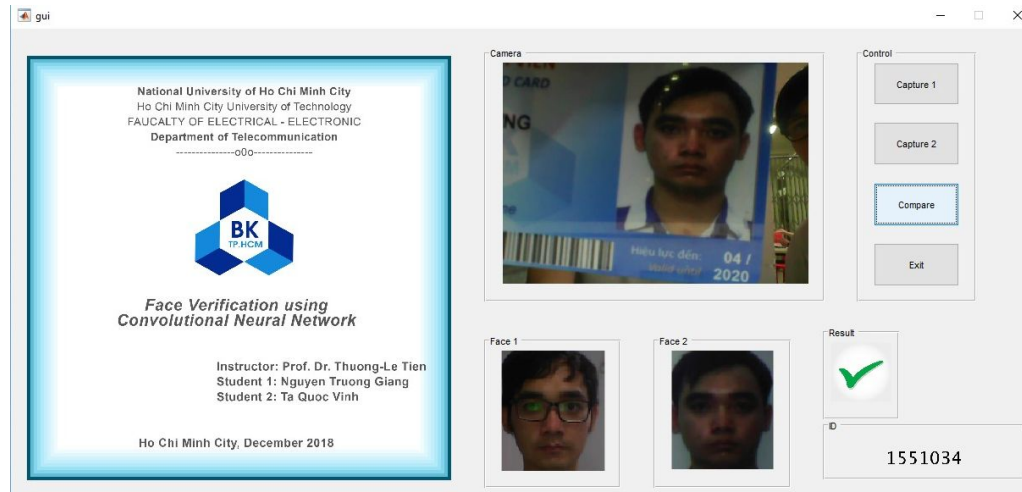 gui
National University of Ho Chi Minh City
Ho Chi Minh City University of Technology
FAUCALTY OF ELECTRICAL - ELECTRONIC
Department of Telecommunication
---------------o0o---------------
BK
TP.HCM
Face Verification using
Convolutional Neural Network
Instructor: Prof. Dr. Thuong-Le Tien
Student 1: Nguyen Truong Giang
Student 2: Ta Quoc Vinh
Ho Chi Minh City, December 2018
Camera
CARD
NG
Hiệu lực đến: 04 /
Valid until: 2020
Control
Capture 1
Capture 2
Compare
Exit
Face 1
Face 2
Result
ID
1551034